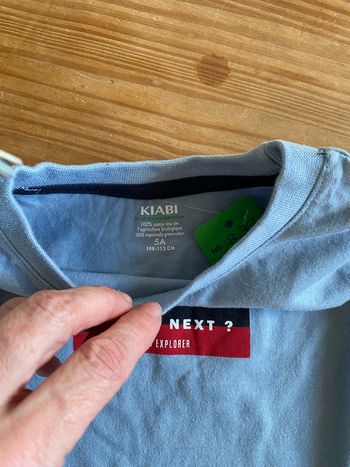 KIABI
100% coton issu de
l'agriculture biologique
100% organically grown cotton
5A
108-113 CM
NEXT ?
EXPLORER